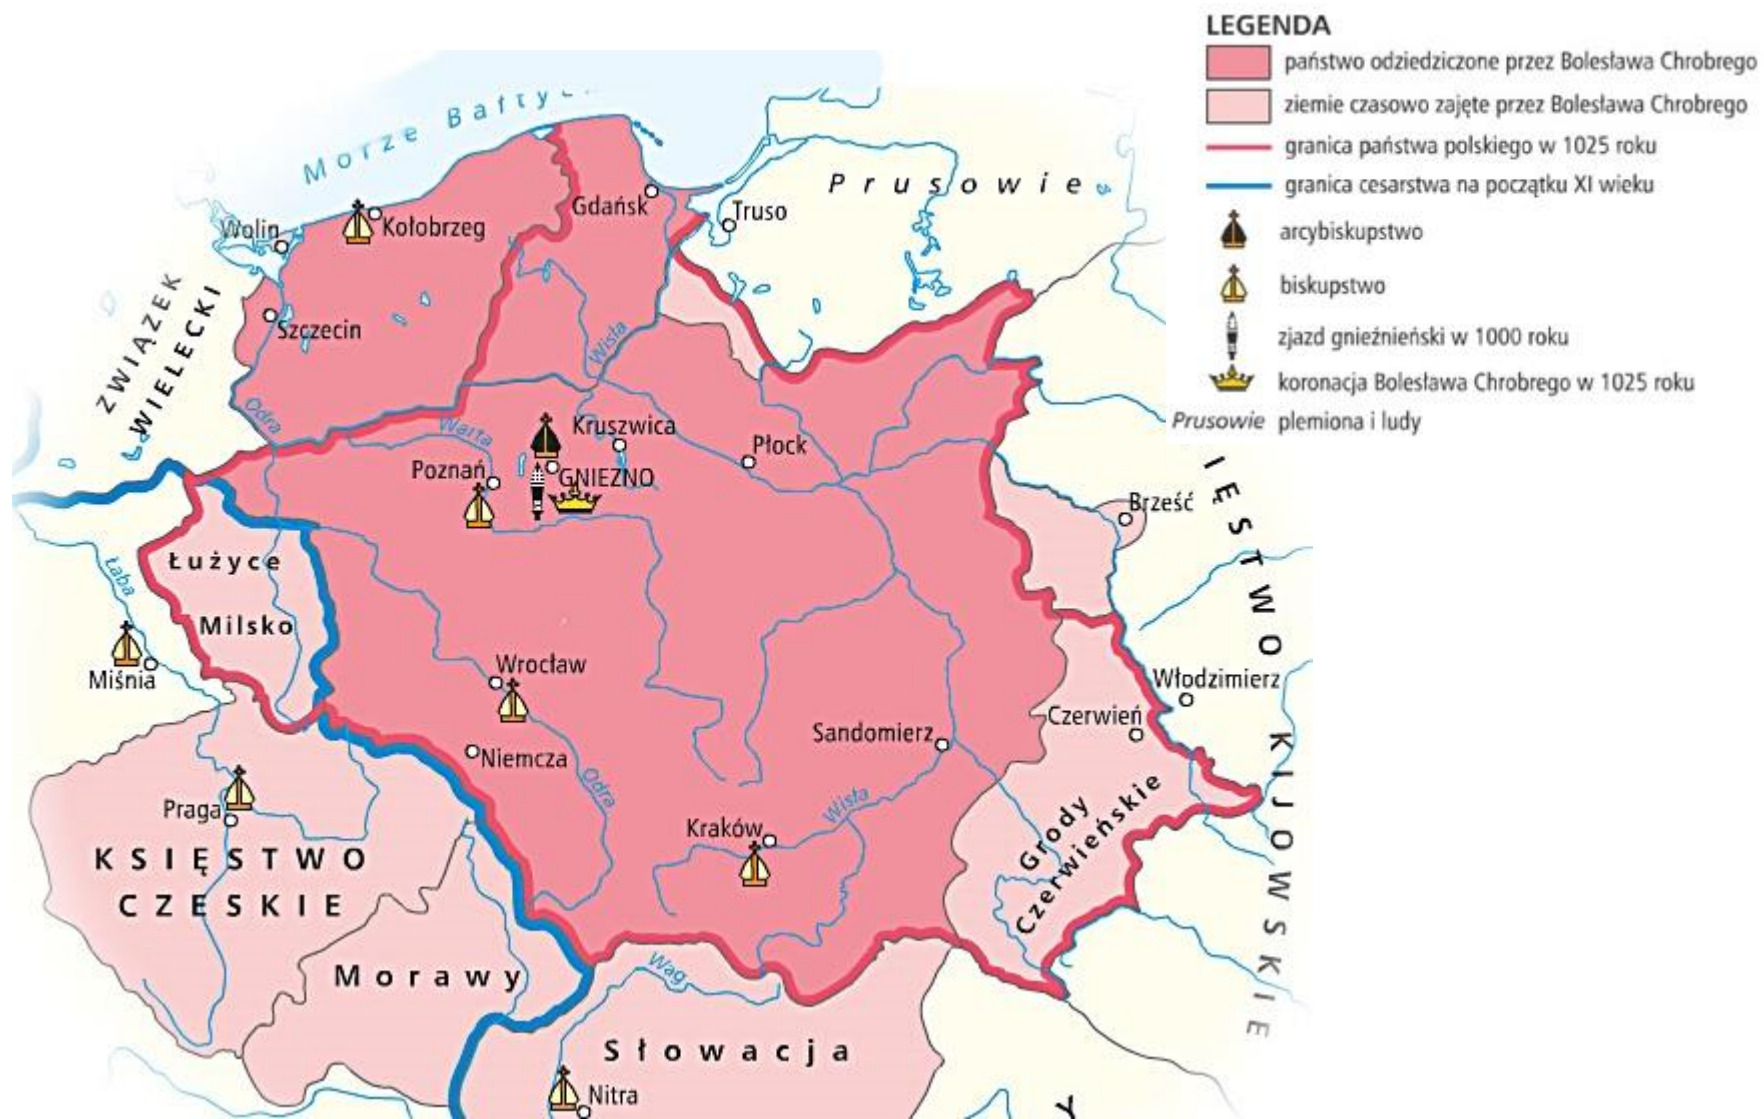 LEGENDA
państwo odziedziczone przez Bolesława Chrobrego
ziemie czasowo zajęte przez Bolesława Chrobrego
granica państwa polskiego w 1025 roku
granica cesarstwa na początku XI wieku
arcybiskupstwo
biskupstwo
zjazd gnieźnieński w 1000 roku
koronacja Bolesława Chrobrego w 1025 roku
Prusowie plemiona i ludy
Morze
Prusowie
Gdańsk
Truso
Wolin
Kołobrzeg
ZWIĄZEK
WIELECKI
Szczecin
Wisła
Odra
Warta
Kruszwica
Płock
Poznań
GNIEZNO
Brześć
Łużyce
Łaba
Milsko
Miśnia
Wrocław
Włodzimierz
Czerwień
Sandomierz
Niemcza
Odra
Praga
Kraków
Wisła
Grody
Czerwieńskie
KSIĘSTWO
CZESKIE
KIJOWSKIE
Morawy
Wag
Słowacja
Nitra